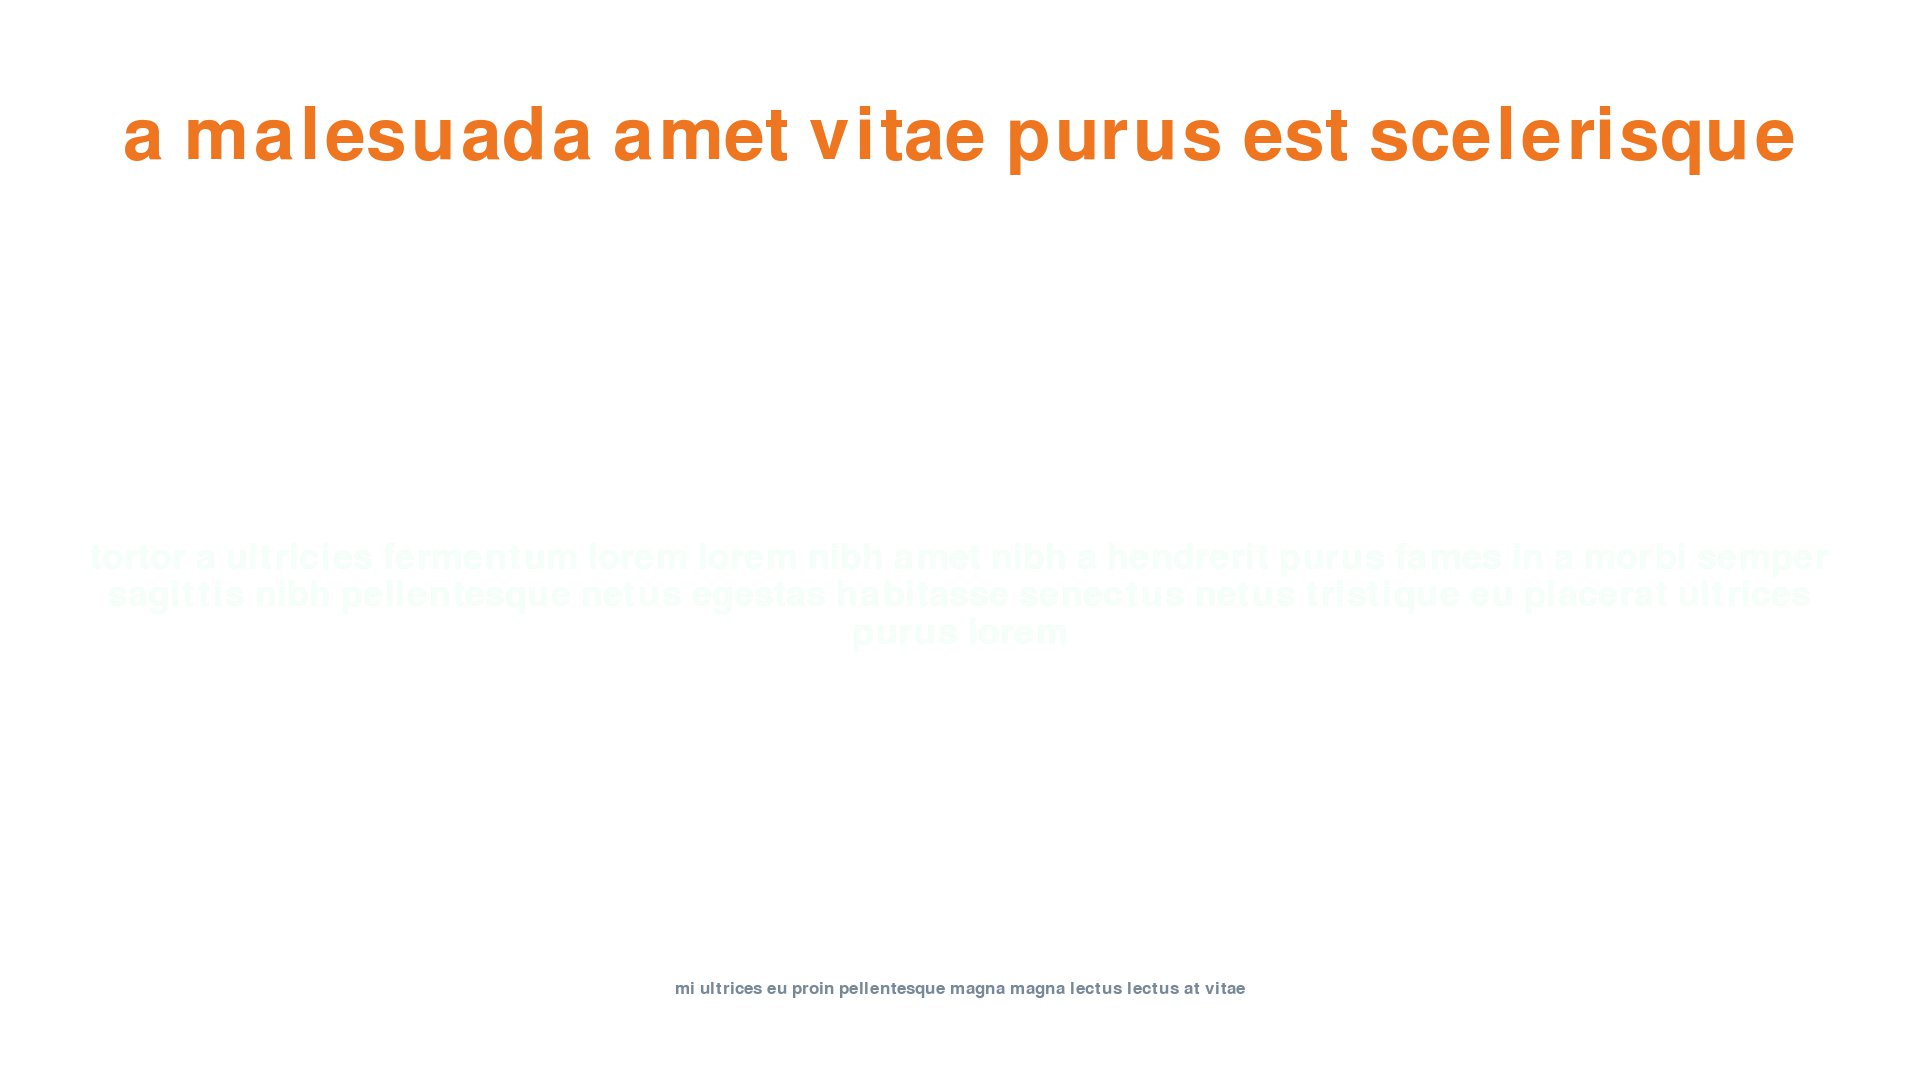 a malesuada amet vitae purus est scelerisque
tortor a ultricies fermentum lorem lorem nibh amet nibh a hendrerit purus fames in a morbi semper
sagittis nibh pellentesque netus egestas habitasse senectus netus tristique eu placerat ultrices
purus lorem
mi ultrices eu proin pellentesque magna magna lectus lectus at vitae